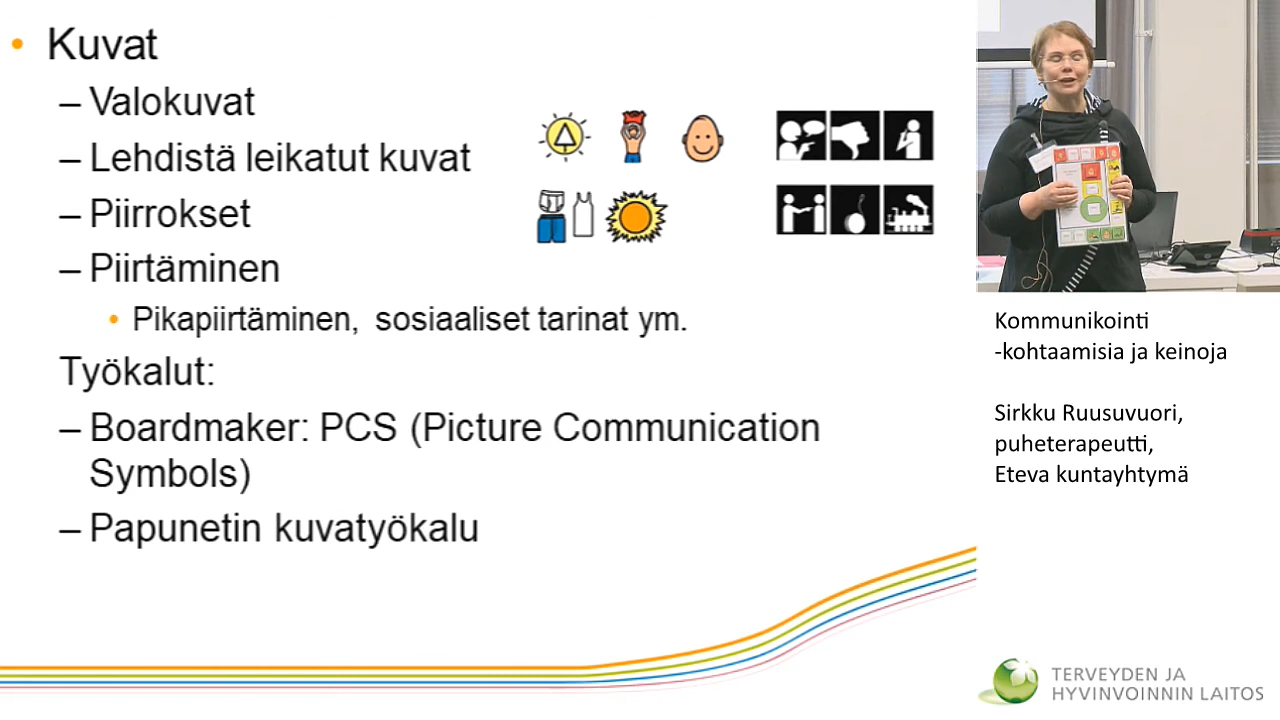 Kuvat
– Valokuvat
– Lehdistä leikatut kuvat
– Piirrokset
– Piirtäminen
Pikapiirtäminen, sosiaaliset tarinat ym.
Työkalut:
– Boardmaker: PCS (Picture Communication
Symbols)
– Papunetin kuvatyökalu
Kommunikointi
-kohtaamisia ja keinoja
Sirkku Ruusuvuori,
puheterapeutti,
Eteva kuntayhtymä
TERVEYDEN JA
HYVINVOINNIN LAITOS